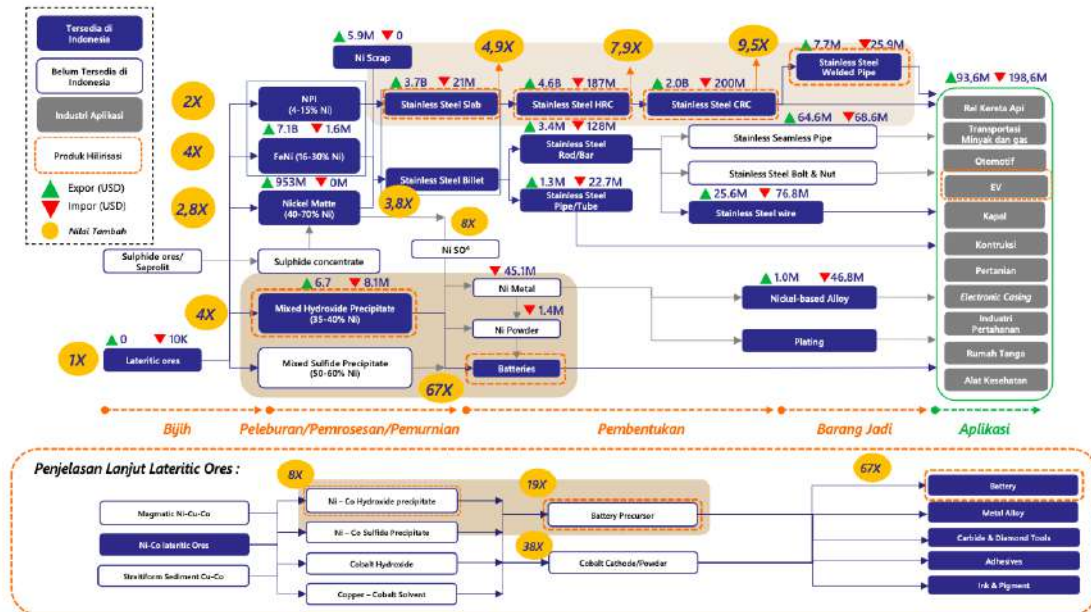 Tersedia di
Indonesia
Belum Tersedia di
Indonesia
Industri Aplikasi
Produk Hilirisasi
Expor (USD)
Impor (USD)
Nilai Tambah
5.9M 0
Ni Scrap
4,9X
7,9X
9,5X
7.7M 25.9M
Stainless Steel
Welded Pipe
93,6M 198,6M
2X
NPI
(4-15% Ni)
3.7B 21M
Stainless Steel Slab
4.6B 187M
Stainless Steel HRC
2.0B 200M
Stainless Steel CRC
Rel Kereta Api
7.1B 1.6M
4X
FeNi (16-30% Ni)
3.4M 128M
Stainless Steel
Rod/Bar
64.6M 68.6M
Stainless Seamless Pipe
Transportasi
Minyak dan gas
Otomotif
953M 0M
2,8X
Nickel Matte
(40-70% Ni)
Stainless Steel Billet
3,8X
1.3M 22.7M
Stainless Steel
Pipe/Tube
Stainless Steel Bolt & Nut
25.6M 76.8M
Stainless Steel wire
EV
Kapal
8X
Ni SO⁴
Sulphide ores/
Saprolit
Sulphide concentrate
Kontruksi
6.7 8.1M
4X
Mixed Hydroxide Precipitate
(35-40% Ni)
45.1M
Ni Metal
1.4M
Ni Powder
1.0M 46.8M
Nickel-based Alloy
Plating
Pertanian
Electronic Casing
Industri
Pertahanan
0 10K
1X
Lateritic ores
Mixed Sulfide Precipitate
(50-60% Ni)
67X
Batteries
Rumah Tanga
Alat Kesehatan
Bijih
Peleburan/Pemrosesan/Pemurnian
Pembentukan
Barang Jadi
Aplikasi
Penjelasan Lanjut Lateritic Ores :
8X
19X
67X
Magmatic Ni-Cu-Co
Ni – Co Hydroxide precipitate
Battery Precursor
Battery
Ni-Co lateritic Ores
Ni – Co Sulfide Precipitate
Metal Alloy
38X
Straitiform Sediment Cu-Co
Cobalt Hydroxide
Cobalt Cathode/Powder
Carbide & Diamond Tools
Adhesives
Copper – Cobalt Solvent
Ink & Pigment